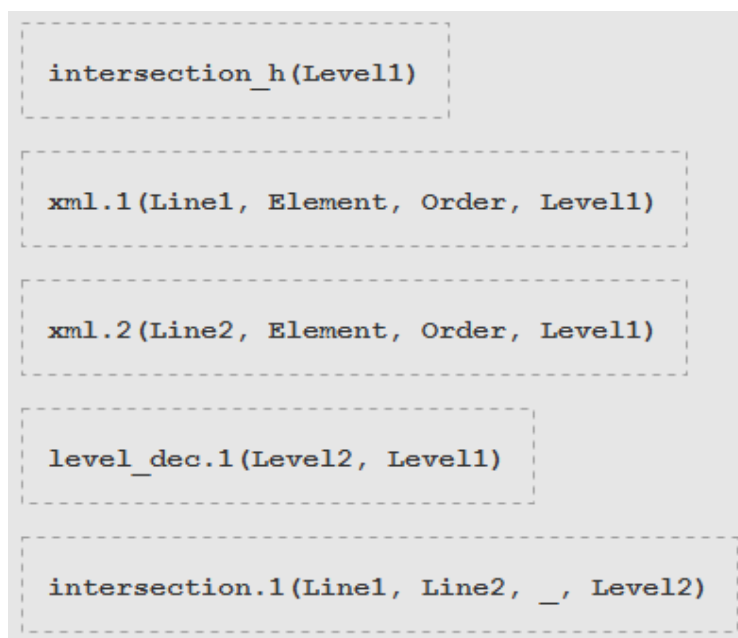 intersection_h(Level1)
xml.1(Line1, Element, Order, Level1)
xml.2(Line2, Element, Order, Level1)
level_dec.1(Level2, Level1)
intersection.1(Line1, Line2, _, Level2)